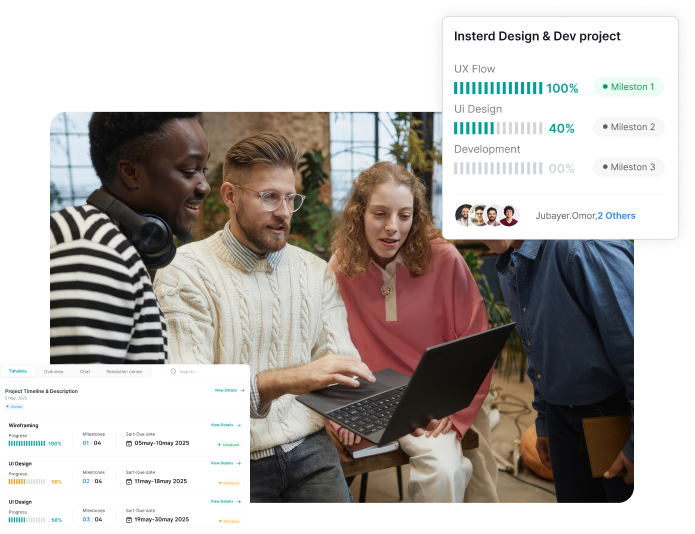 Insterd Design & Dev project
UX Flow
100%
Mileston 1
Ui Design
40%
Mileston 2
Development
00%
Mileston 3
Jubayer.Omor,2 Others
Timeline
Overview
Chat
Resolution center
Search...
Project Timeline & Description
5 may, 2025
View Details
Wireframing
View Details
Progress
Milestones
Sart-Due date
100%
01 / 04
05may-10may 2025
UI Design
View Details
Progress
Milestones
Sart-Due date
56%
02 / 04
11may-18may 2025
UI Design
View Details
Progress
Milestones
Sart-Due date
56%
03 / 04
19may-30may 2025